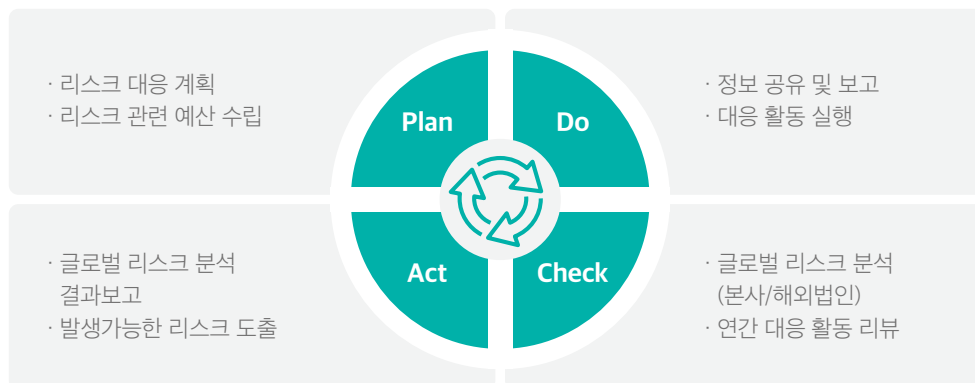 · 리스크 대응 계획
· 리스크 관련 예산 수립
Plan
Do
· 정보 공유 및 보고
· 대응 활동 실행
· 글로벌 리스크 분석
결과보고
· 발생가능한 리스크 도출
Act
Check
· 글로벌 리스크 분석
(본사/해외법인)
· 연간 대응 활동 리뷰